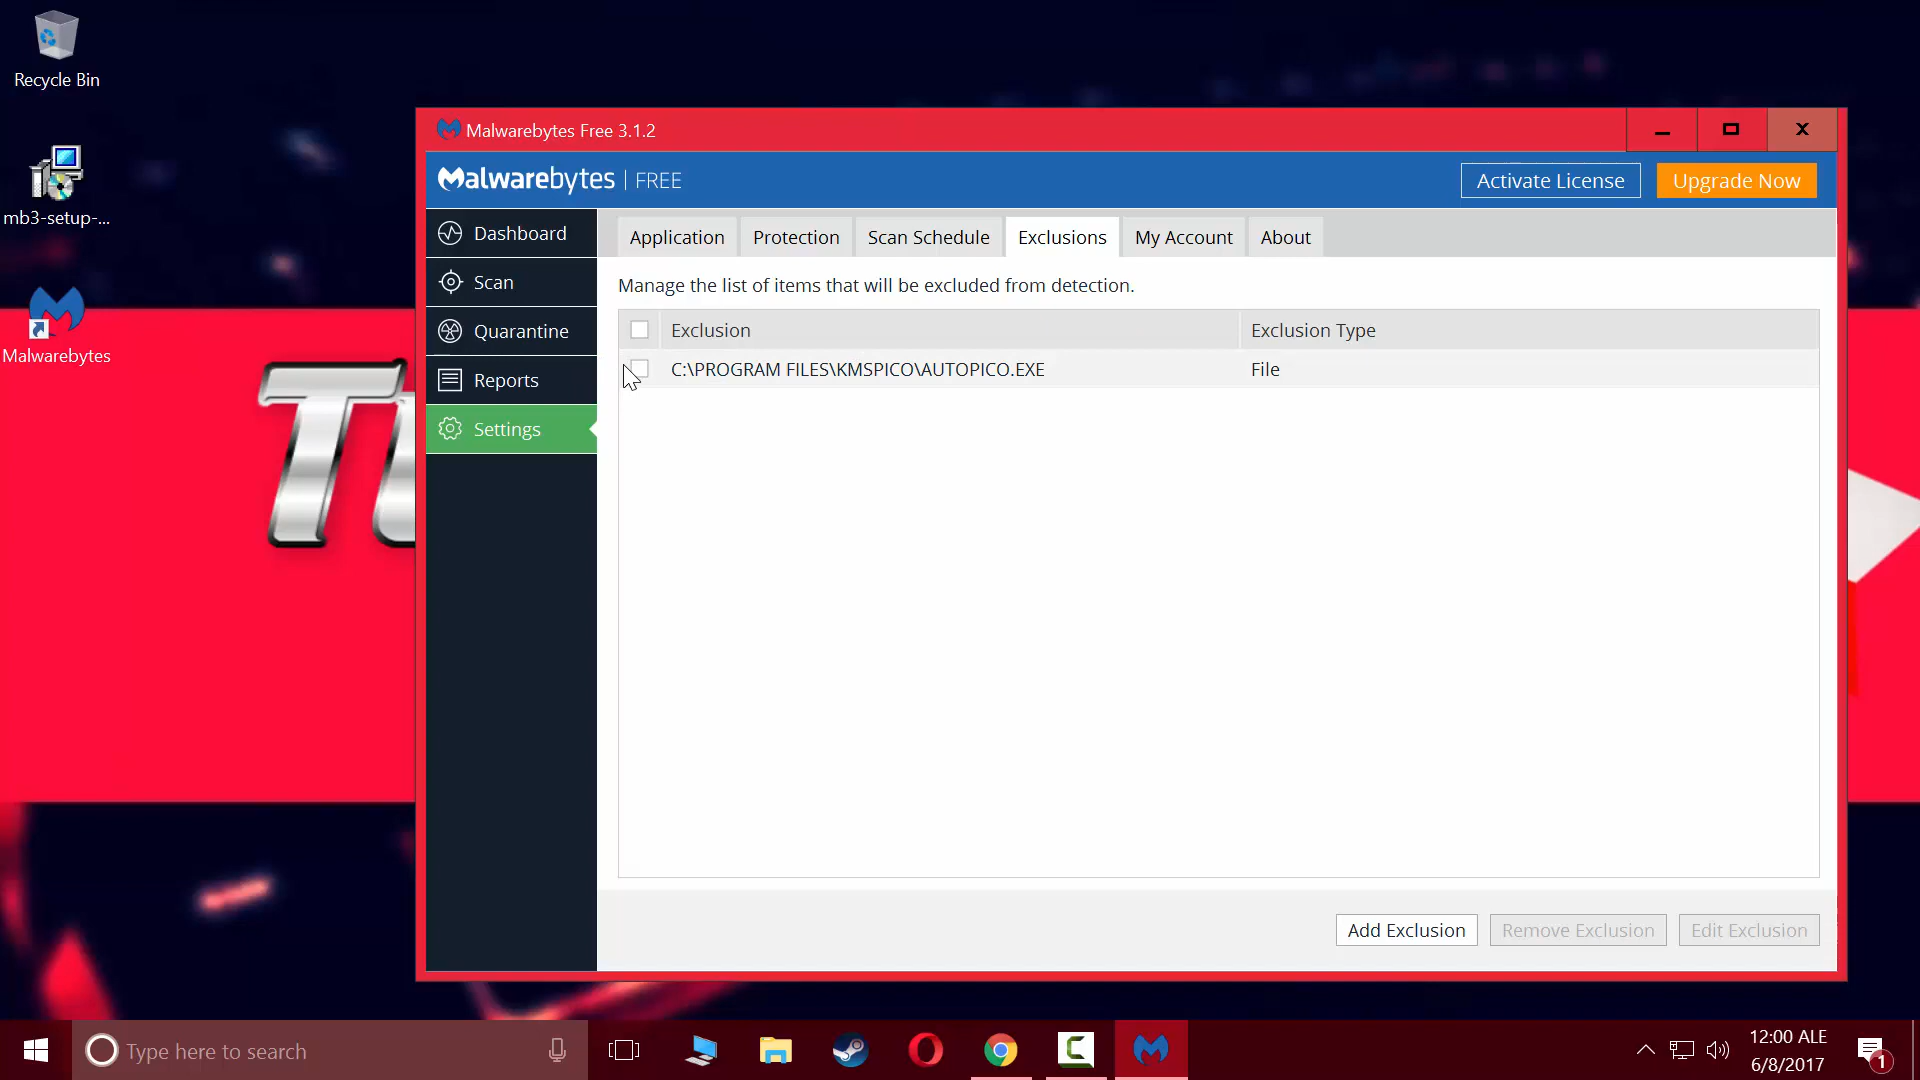 Recycle Bin
mb3-setup-...
Malwarebytes
Malwarebytes Free 3.1.2
Malwarebytes | FREE
Activate License
Upgrade Now
Dashboard
Scan
Quarantine
Reports
Settings
Application
Protection
Scan Schedule
Exclusions
My Account
About
Manage the list of items that will be excluded from detection.
Exclusion
Exclusion Type
C:\PROGRAM FILES\KMSPICO\AUTOPICO.EXE
File
Add Exclusion
Remove Exclusion
Edit Exclusion
Type here to search
12:00 ALE
6/8/2017
1